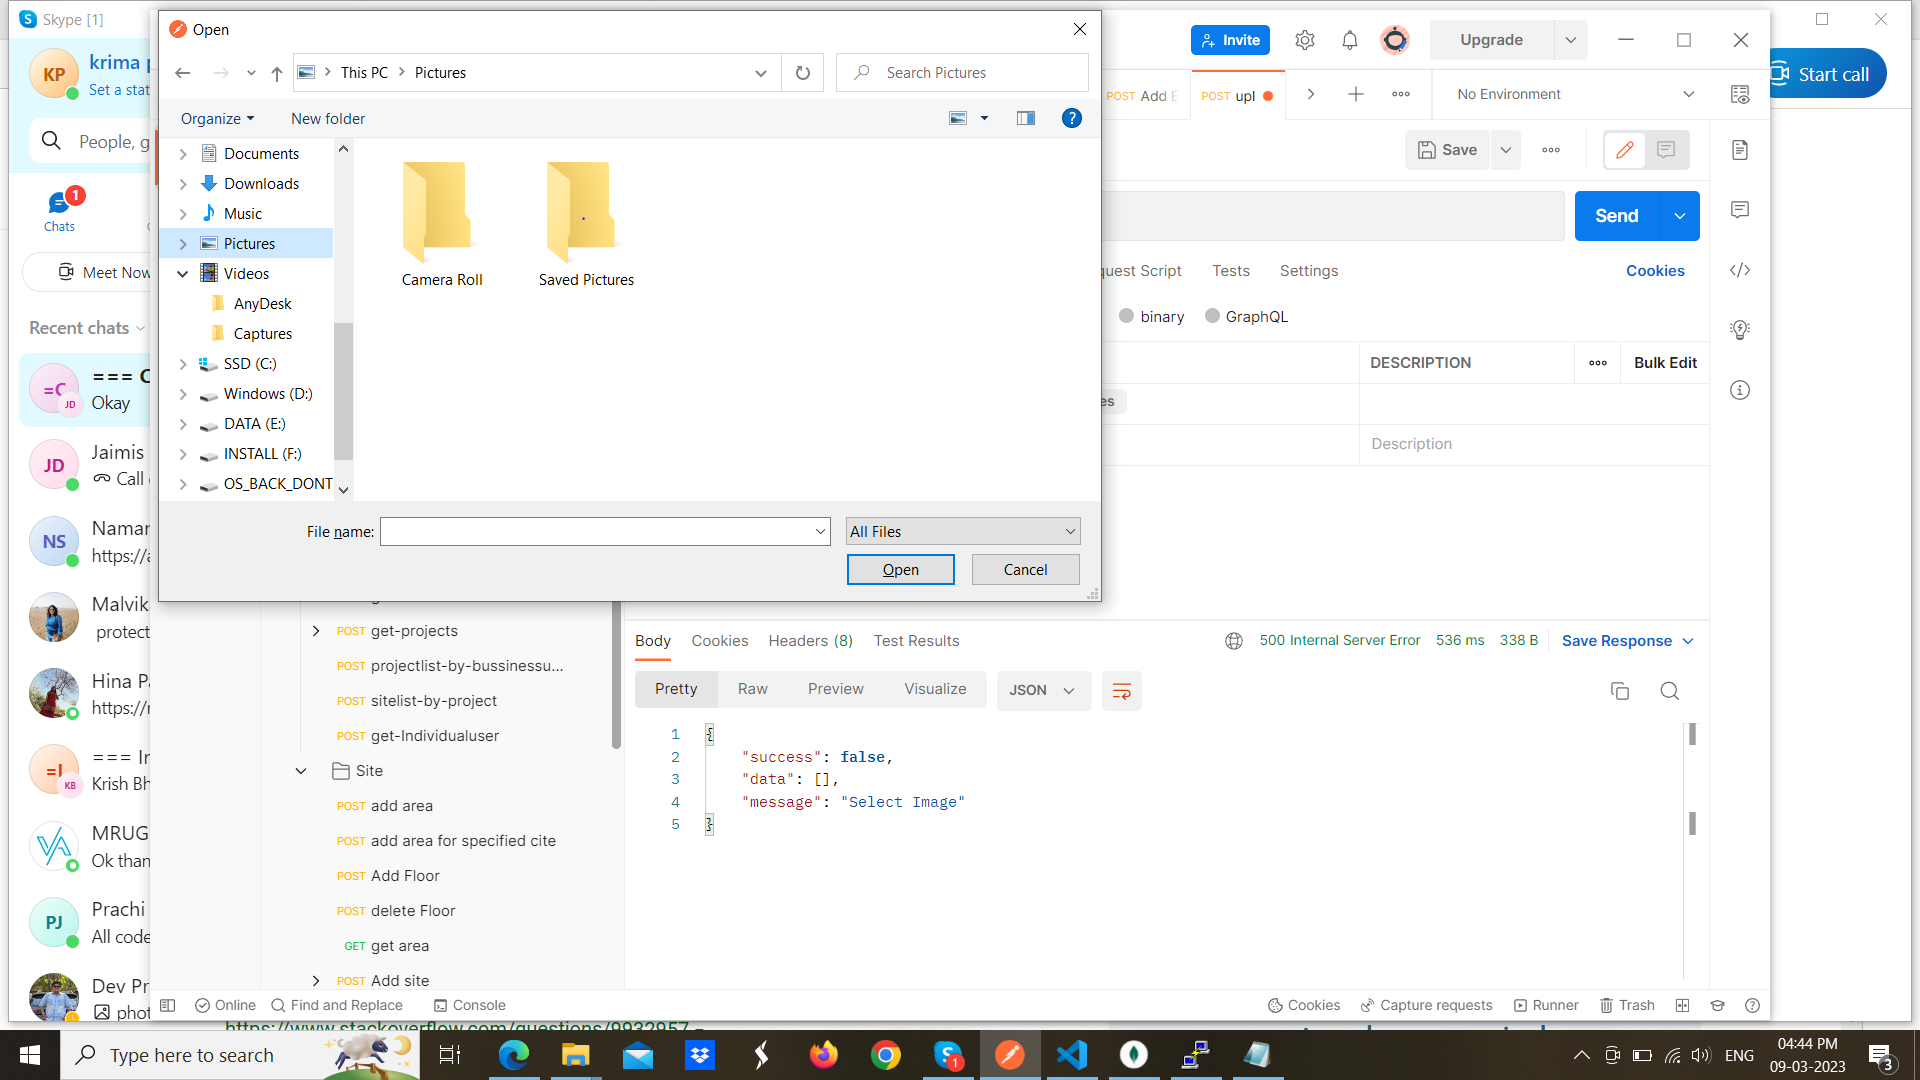 Skype [1]
krima p
Set a stat
People, g
1
Chats
Meet Now
Recent chats
=== C
Okay
JD
Jaimis
Call
NS
Namar
https://a
Malvik
protect
Hina Pa
https://r
=== Ir
Krish Bh
KB
MRUG
Ok than
PJ
Prachi
All code
Dev Pr
phot
KP
Open
This PC
Pictures
Search Pictures
Organize
New folder
Documents
Downloads
Music
Pictures
Videos
AnyDesk
Captures
SSD (C:)
Windows (D:)
DATA (E:)
INSTALL (F:)
OS_BACK_DONT
Camera Roll
Saved Pictures
File name:
All Files
Open
Cancel
Invite
Upgrade
Start call
POST Add E
POST upl
No Environment
Save
Send
quest Script
Tests
Settings
Cookies
binary
GraphQL
DESCRIPTION
Bulk Edit
es
Description
POST get-projects
POST projectlist-by-bussinessu...
POST sitelist-by-project
POST get-Individualuser
Site
POST add area
POST add area for specified cite
POST Add Floor
POST delete Floor
GET get area
POST Add site
Body
Cookies
Headers (8)
Test Results
500 Internal Server Error
536 ms
338 B
Save Response
Pretty
Raw
Preview
Visualize
JSON
1 {
2 "success": false,
3 "data": [],
4 "message": "Select Image"
5 }
Online
Find and Replace
Console
Cookies
Capture requests
Runner
Trash
https://www.stackoverflow.com/questions/9932957
Type here to search
1
ENG
04:44 PM
09-03-2023
3